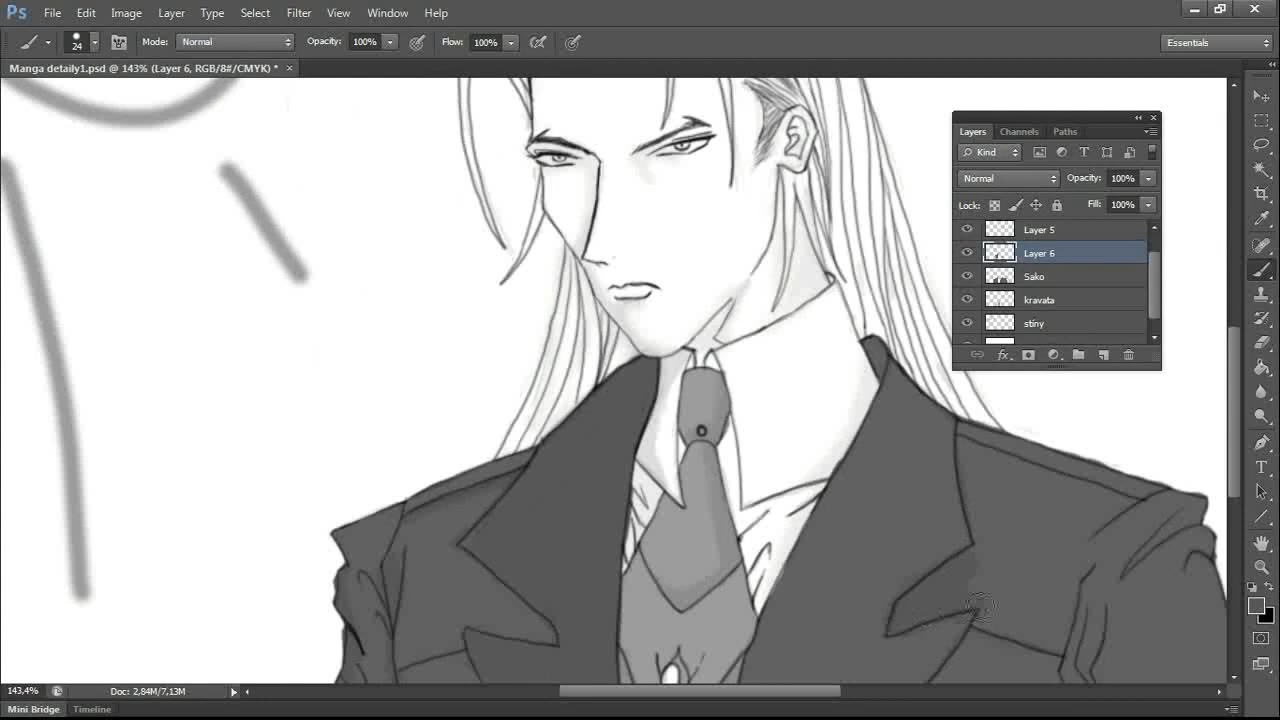 Ps File Edit Image Layer Type Select Filter View Window Help
24 Mode: Normal Opacity: 100% Flow: 100% Essentials
Manga detaily1.psd @ 143% (Layer 6, RGB/8#/CMYK) * ×
Layers Channels Paths
Kind
Normal Opacity: 100%
Lock: Fill: 100%
Layer 5
Layer 6
Sako
kravata
stíny
fx
143,4% Doc: 2,84M/7,13M
Mini Bridge Timeline